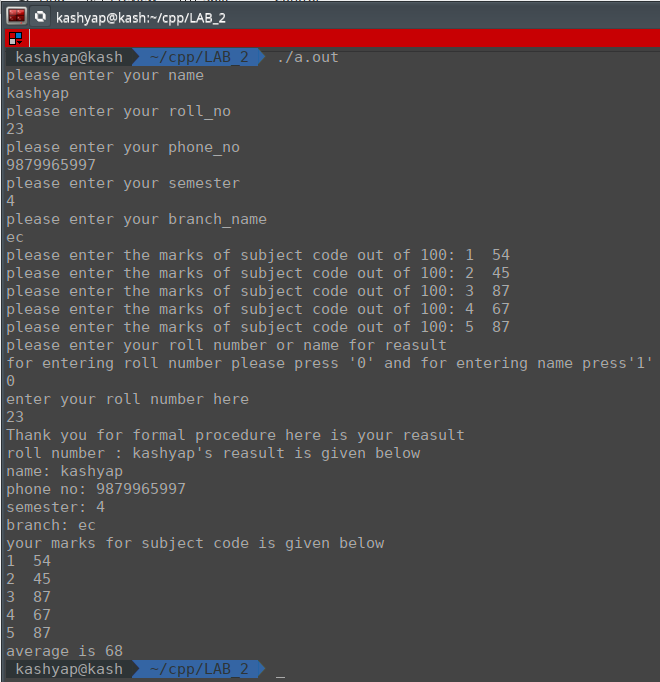 kashyap@kash:~/cpp/LAB_2
kashyap@kash ~/cpp/LAB_2 ./a.out
please enter your name
kashyap
please enter your roll_no
23
please enter your phone_no
9879965997
please enter your semester
4
please enter your branch_name
ec
please enter the marks of subject code out of 100: 1  54
please enter the marks of subject code out of 100: 2  45
please enter the marks of subject code out of 100: 3  87
please enter the marks of subject code out of 100: 4  67
please enter the marks of subject code out of 100: 5  87
please enter your roll number or name for reasult
for entering roll number please press '0' and for entering name press'1'
0
enter your roll number here
23
Thank you for formal procedure here is your reasult
roll number : kashyap's reasult is given below
name: kashyap
phone no: 9879965997
semester: 4
branch: ec
your marks for subject code is given below
1  54
2  45
3  87
4  67
5  87
average is 68
kashyap@kash ~/cpp/LAB_2 _